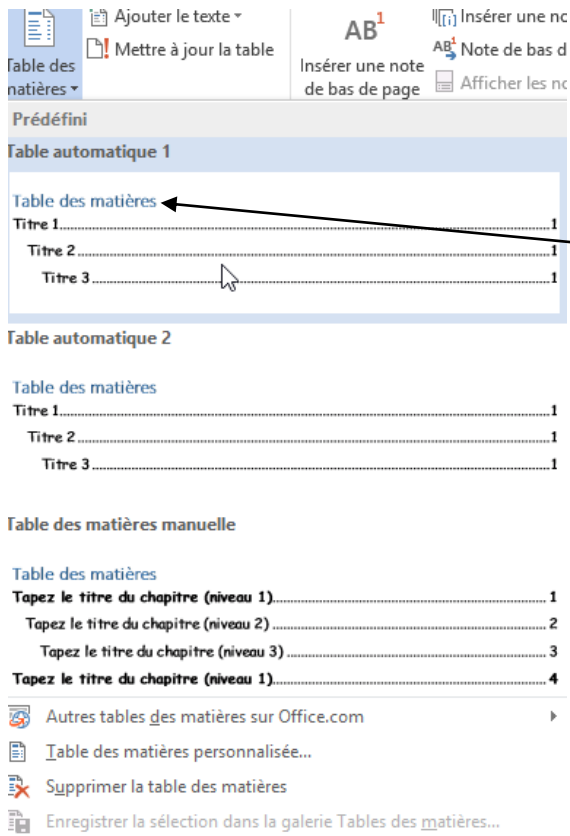 Ajouter le texte
Mettre à jour la table
Table des
matières
AB1
Insérer une note
de bas de page
Insérer une no
AB1 Note de bas d
Afficher les no
Prédéfini
Table automatique 1
Table des matières
Titre 1..........1
Titre 2..........1
Titre 3..........1
Table automatique 2
Table des matières
Titre 1..........1
Titre 2..........1
Titre 3..........1
Table des matières manuelle
Table des matières
Tapez le titre du chapitre (niveau 1)..........1
Tapez le titre du chapitre (niveau 2)..........2
Tapez le titre du chapitre (niveau 3)..........3
Tapez le titre du chapitre (niveau 1)..........4
Autres tables des matières sur Office.com
Table des matières personnalisée...
Supprimer la table des matières
Enregistrer la sélection dans la galerie Tables des matières...